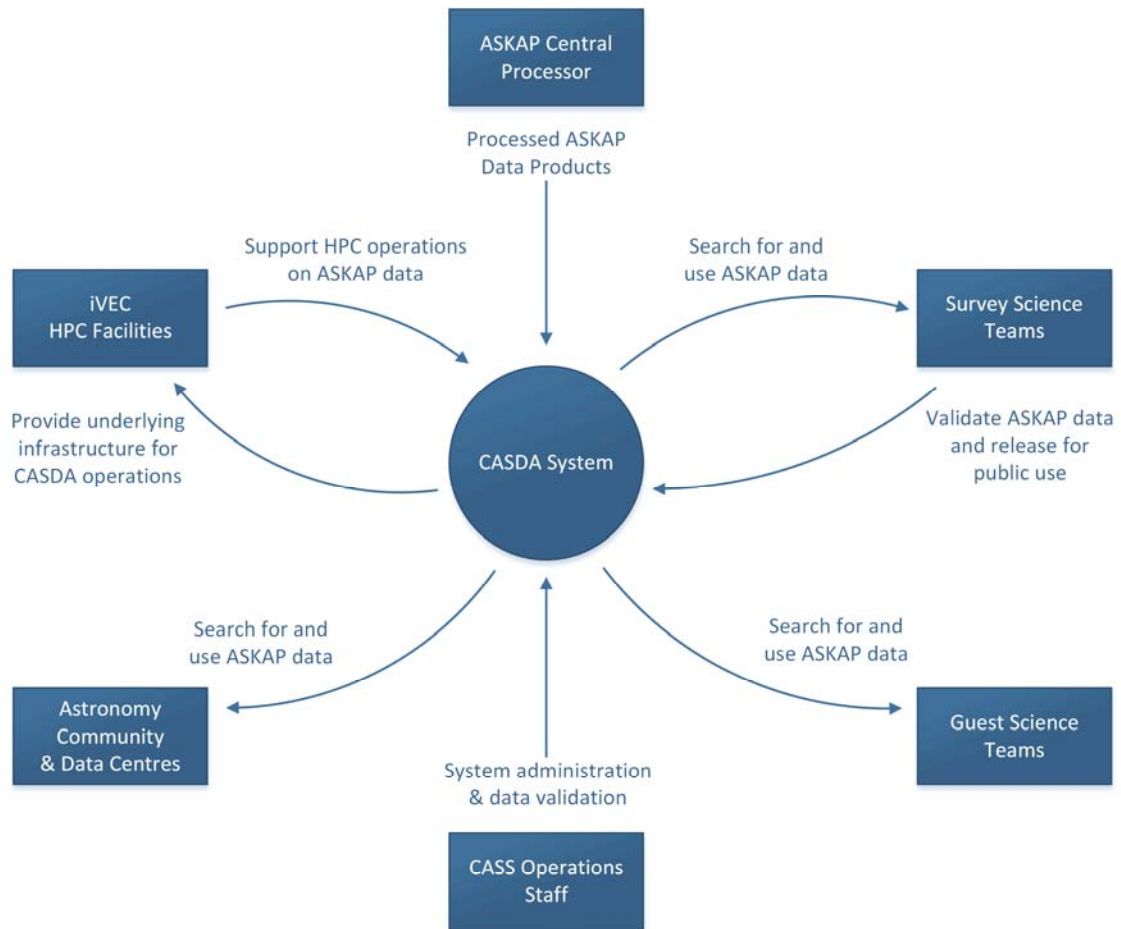 ASKAP Central
Processor
Processed ASKAP
Data Products
Support HPC operations
on ASKAP data
Search for and
use ASKAP data
iVEC
HPC Facilities
Survey Science
Teams
Provide underlying
infrastructure for
CASDA operations
CASDA System
Validate ASKAP data
and release for
public use
Search for and
use ASKAP data
Search for and
use ASKAP data
Astronomy
Community
& Data Centres
Guest Science
Teams
System administration
& data validation
CASS Operations
Staff